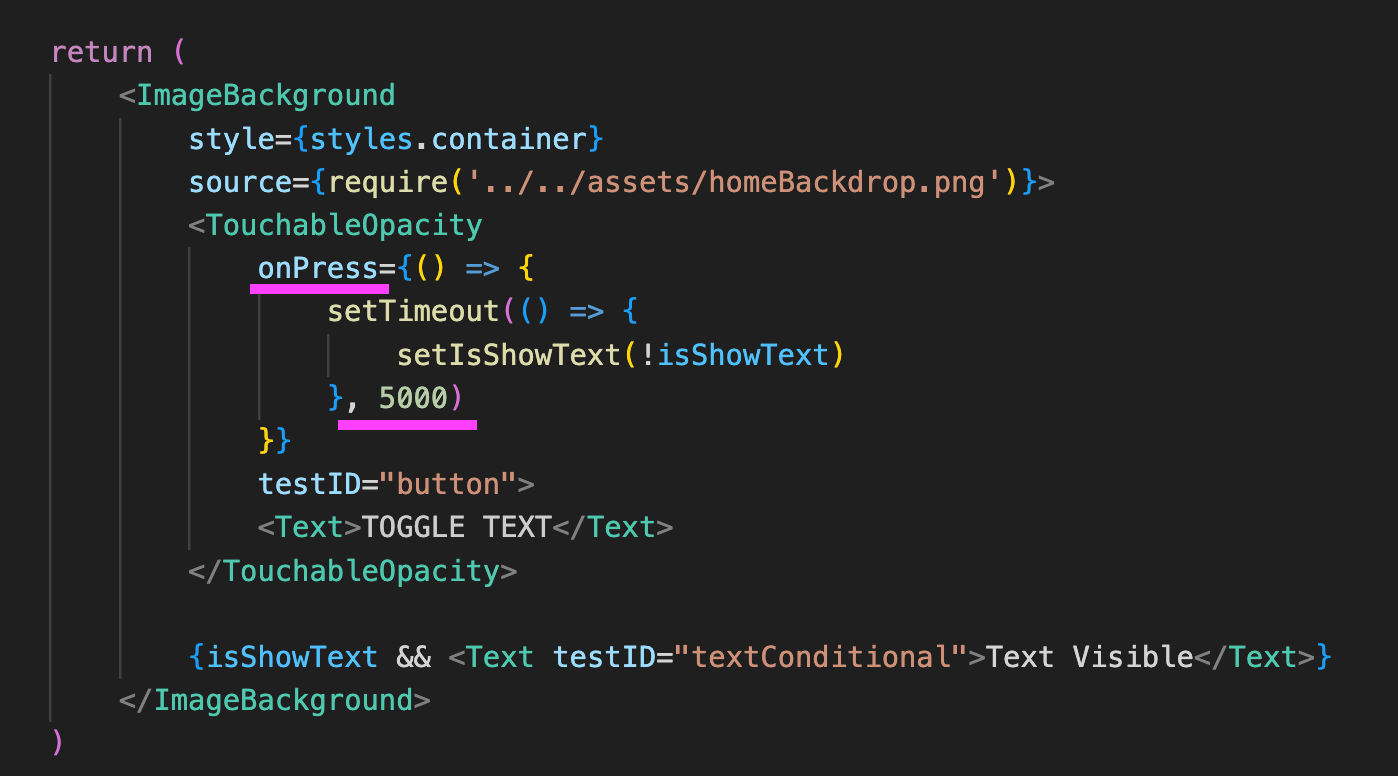 return (
<ImageBackground
style={styles.container}
source={require('../../assets/homeBackdrop.png')}>
<TouchableOpacity
onPress={() => {
setTimeout(() => {
setIsShowText(!isShowText)
}, 5000)
}}
testID="button">
<Text>TOGGLE TEXT</Text>
</TouchableOpacity>
{isShowText && <Text testID="textConditional">Text Visible</Text>}
</ImageBackground>
)